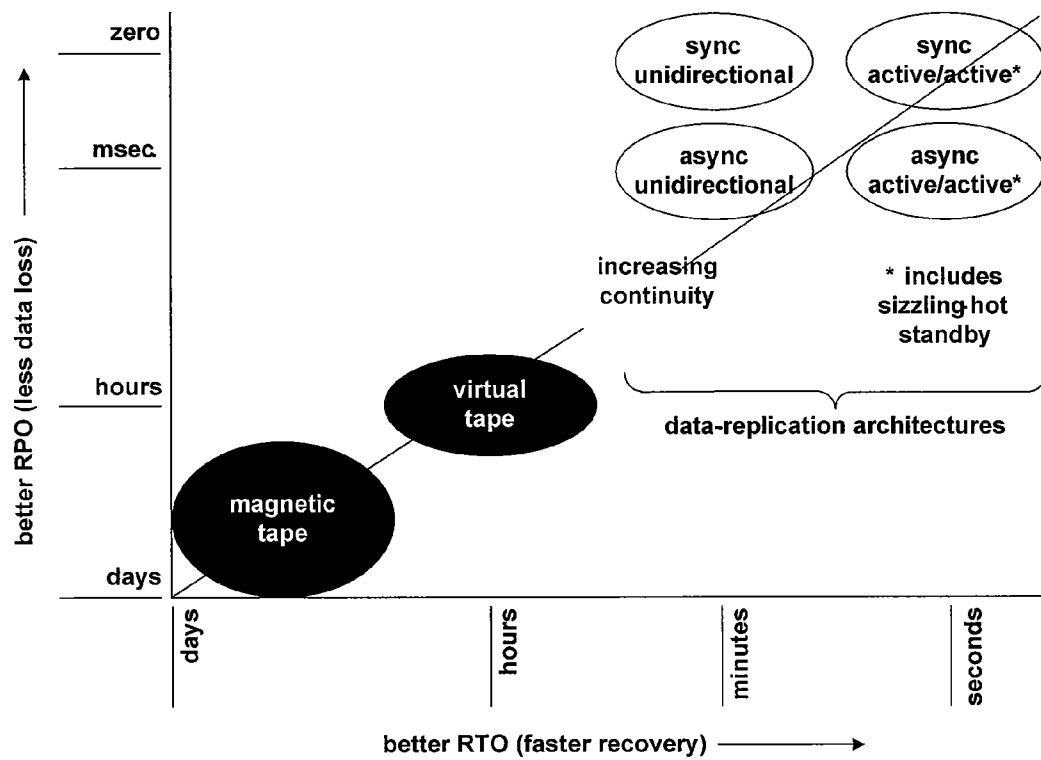 zero
sync
unidirectional
sync
active/active*
msec.
async
unidirectional
async
active/active*
better RPO (less data loss)
increasing
continuity
* includes
sizzling-hot
standby
hours
virtual
tape
data-replication architectures
magnetic
tape
days
days
hours
minutes
seconds
better RTO (faster recovery)